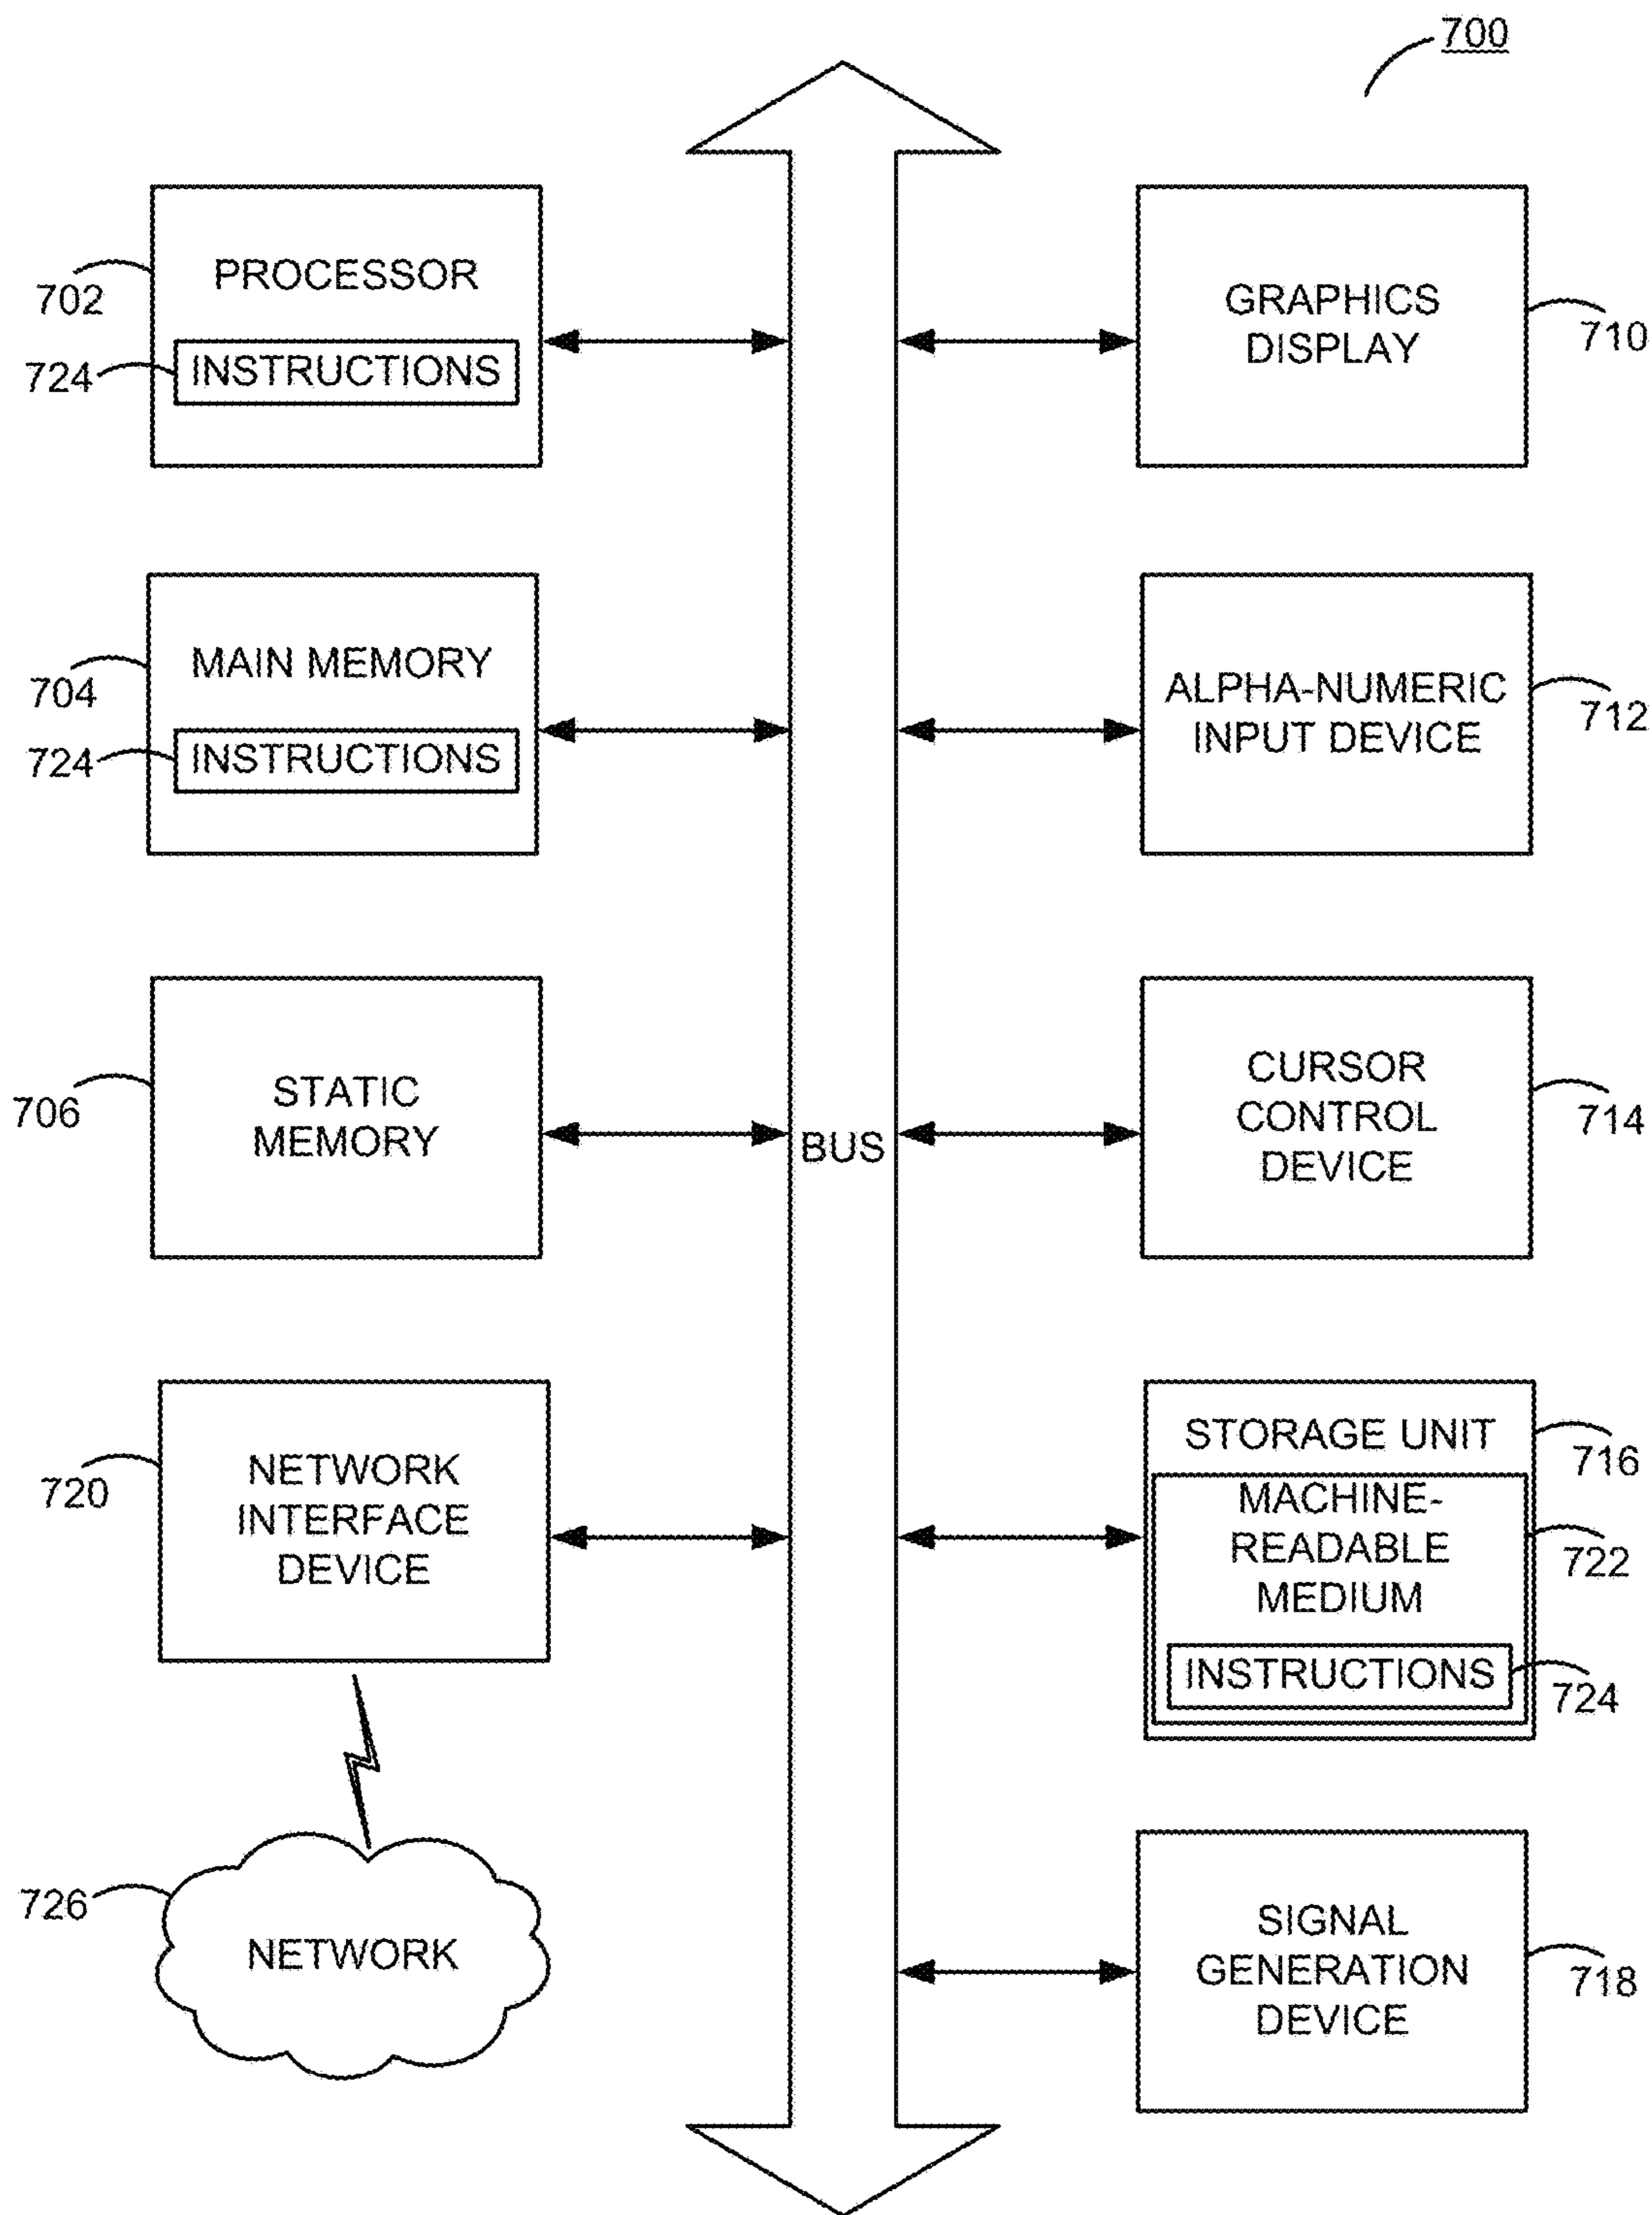 700
PROCESSOR
702
724
INSTRUCTIONS
MAIN MEMORY
704
724
INSTRUCTIONS
STATIC
MEMORY
706
NETWORK
INTERFACE
DEVICE
720
726
NETWORK
BUS
GRAPHICS
DISPLAY
710
ALPHA-NUMERIC
INPUT DEVICE
712
CURSOR
CONTROL
DEVICE
714
STORAGE UNIT
716
MACHINE-
READABLE
MEDIUM
722
INSTRUCTIONS
724
SIGNAL
GENERATION
DEVICE
718